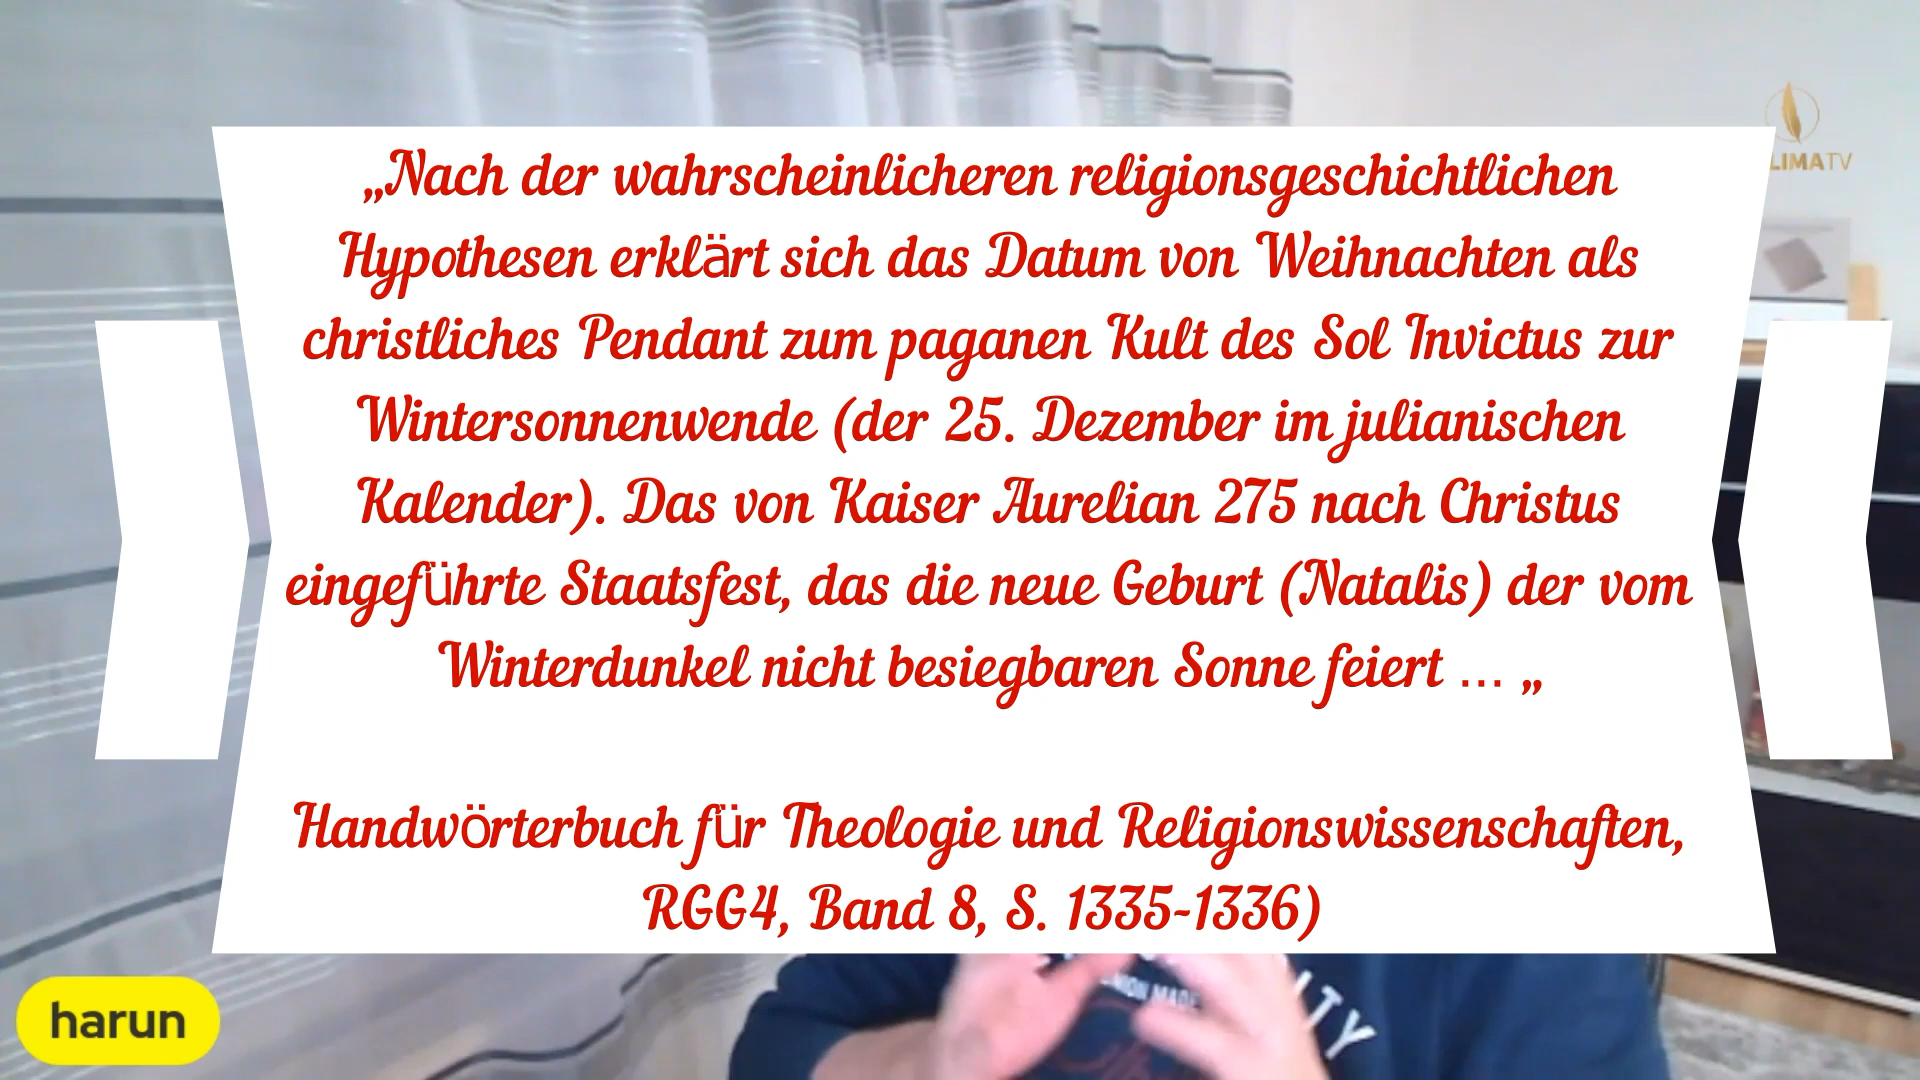 LIMATV
„Nach der wahrscheinlicheren religionsgeschichtlichen
Hypothesen erklärt sich das Datum von Weihnachten als
christliches Pendant zum paganen Kult des Sol Invictus zur
Wintersonnenwende (der 25. Dezember im julianischen
Kalender). Das von Kaiser Aurelian 275 nach Christus
eingeführte Staatsfest, das die neue Geburt (Natalis) der vom
Winterdunkel nicht besiegbaren Sonne feiert ... „
Handwörterbuch für Theologie und Religionswissenschaften,
RGG4, Band 8, S. 1335-1336)
harun